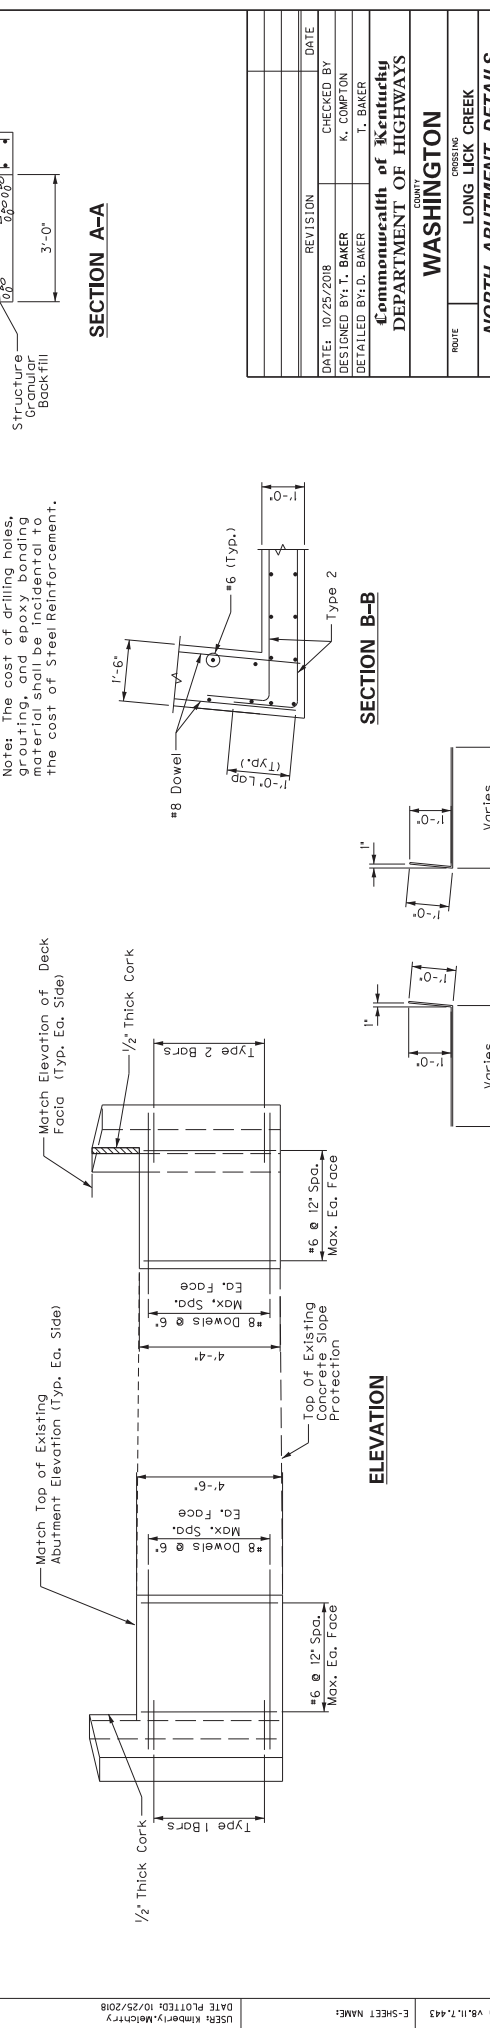 Structure
Granular
Backfill
3'-0"
SECTION A-A
DATE
REVISION
DATE: 10/25/2018
CHECKED BY
DESIGNED BY: T. BAKER
K. COMPTON
DETAILED BY: D. BAKER
T. BAKER
Commonwealth of Kentucky
DEPARTMENT OF HIGHWAYS
COUNTY
WASHINGTON
ROUTE
CROSSING
LONG LICK CREEK
NORTH ABUTMENT DETAILS
Note: The cost of drilling holes,
grouting, and epoxy bonding
material shall be incidental to
the cost of Steel Reinforcement.
1'-6"
#8 Dowel
#6 (Typ.)
1'-0"
1'-0" Lap
(Typ.)
Type 2
SECTION B-B
1"
1'-0"
1'-0"
Varies
1"
1'-0"
1'-0"
Varies
Match Elevation of Deck
Facia (Typ. Ea. Side)
1/2" Thick Cork
Type 2 Bars
#6 @ 12" Spa.
Max. Ea. Face
#8 Dowels @ 6"
Max. Spa.
Ea. Face
4'-4"
Match Top of Existing
Abutment Elevation (Typ. Ea. Side)
Top Of Existing
Concrete Slope
Protection
4'-6"
#8 Dowels @ 6"
Max. Spa.
Ea. Face
#6 @ 12" Spa.
Max. Ea. Face
Type 1 Bars
1/2" Thick Cork
ELEVATION
USER: Kimberly.Melchtry
DATE PLOTTED: 10/25/2018
E-SHEET NAME:
v8.11.7.443